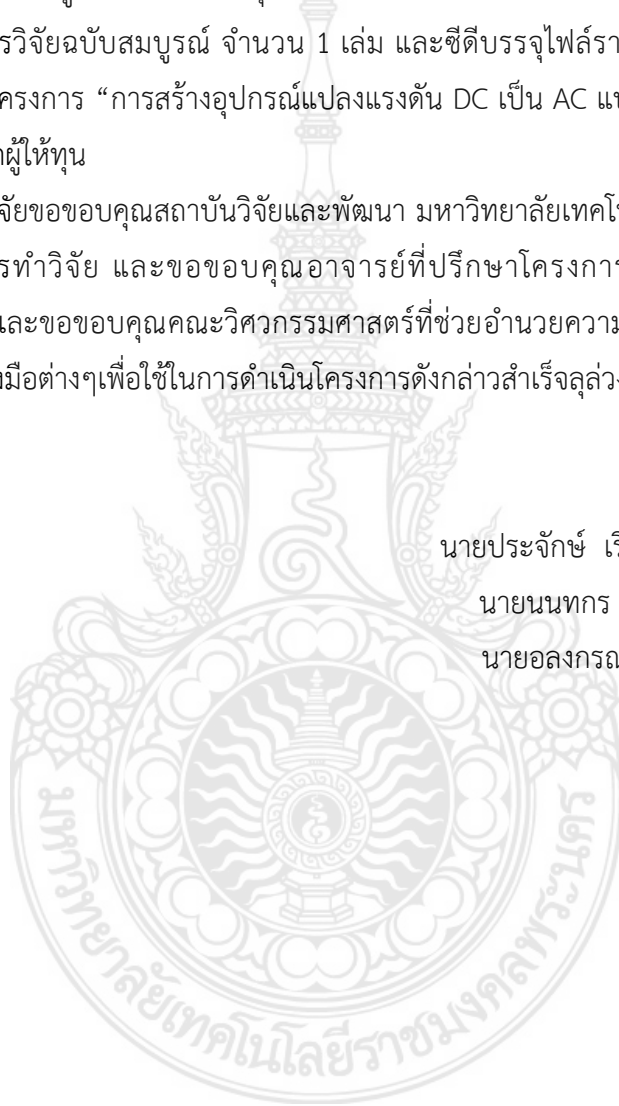 รวิจัยฉบับสมบูรณ์ จำนวน 1 เล่ม และซีดีบรรจุไฟล์รา
ครงการ “การสร้างอุปกรณ์แปลงแรงดัน DC เป็น AC แบ
ผู้ให้ทุน
จัยขอขอบคุณสถาบันวิจัยและพัฒนา มหาวิทยาลัยเทคโน
รทำวิจัย และขอขอบคุณอาจารย์ที่ปรึกษาโครงการ
และขอขอบคุณคณะวิศวกรรมศาสตร์ที่ช่วยอำนวยความ
งมือต่างๆเพื่อใช้ในการดำเนินโครงการดังกล่าวสำเร็จลุล่วง
นายประจักษ์ เรี
นายนนทกร
นายอลงกรณ
มหาวิทยาลัยเทคโนโลยีราชมงคลพระนคร